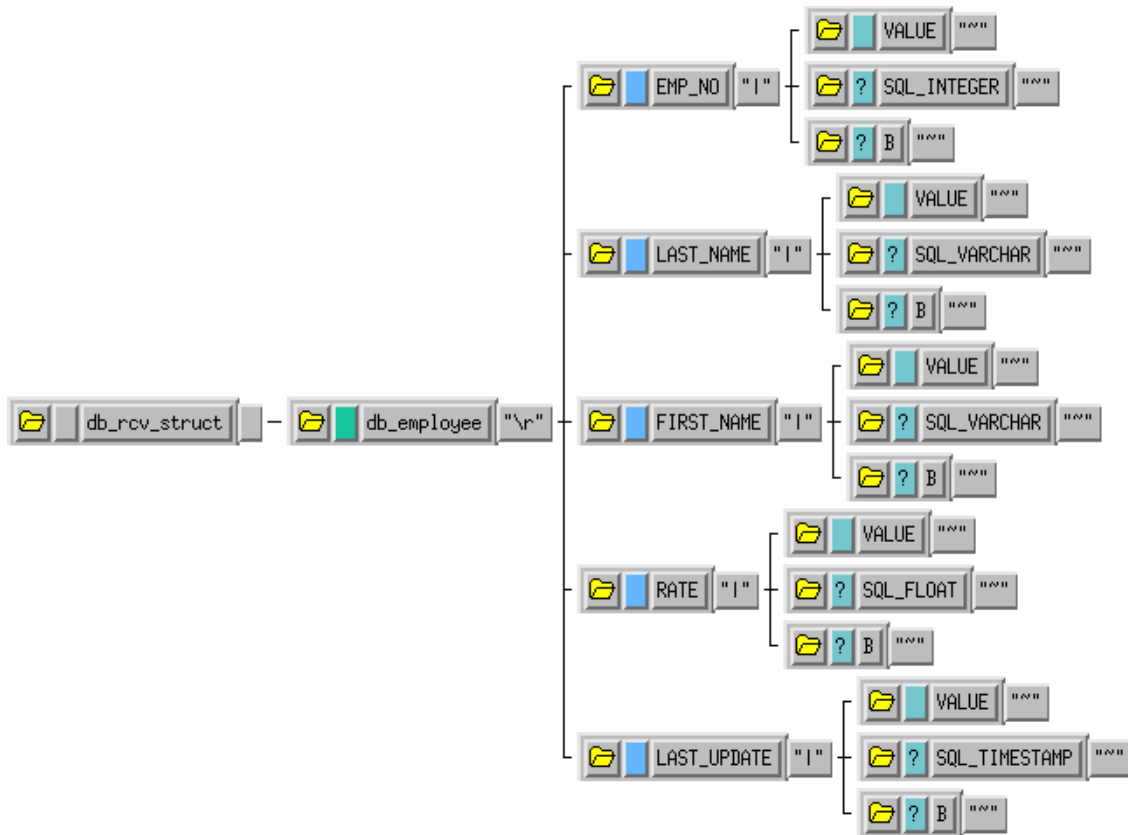 VALUE "~"
EMP_NO "|" ? SQL_INTEGER "~"
? B "~"
VALUE "~"
LAST_NAME "|" ? SQL_VARCHAR "~"
? B "~"
VALUE "~"
db_rcv_struct db_employee "\r" FIRST_NAME "|" ? SQL_VARCHAR "~"
? B "~"
VALUE "~"
RATE "|" ? SQL_FLOAT "~"
? B "~"
VALUE "~"
LAST_UPDATE "|" ? SQL_TIMESTAMP "~"
? B "~"